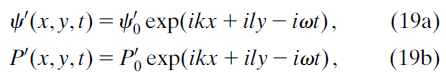 ψ′(x, y, t) = ψ′₀ exp(ikx + ily − iωt), (19a)
P′(x, y, t) = P′₀ exp(ikx + ily − iωt), (19b)